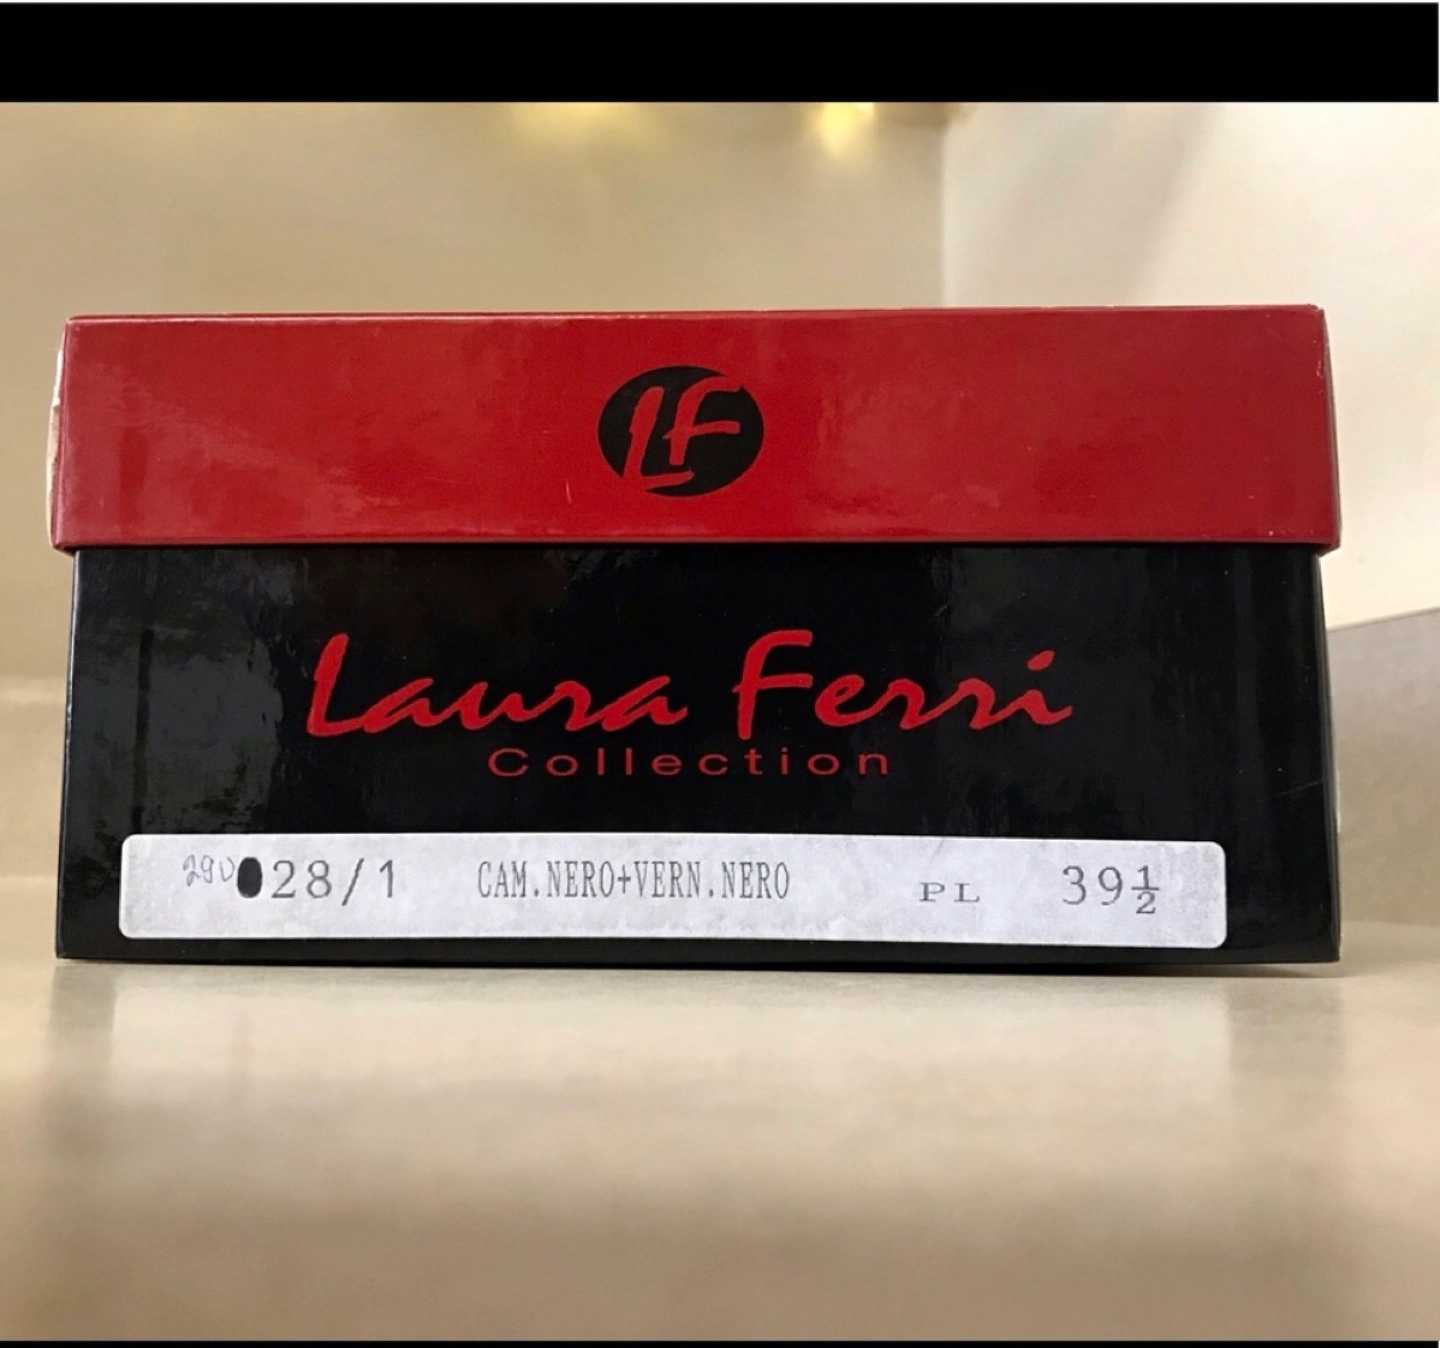 LF
Laura Ferri
Collection
28/1 CAM.NERO+VERN.NERO PL 39½